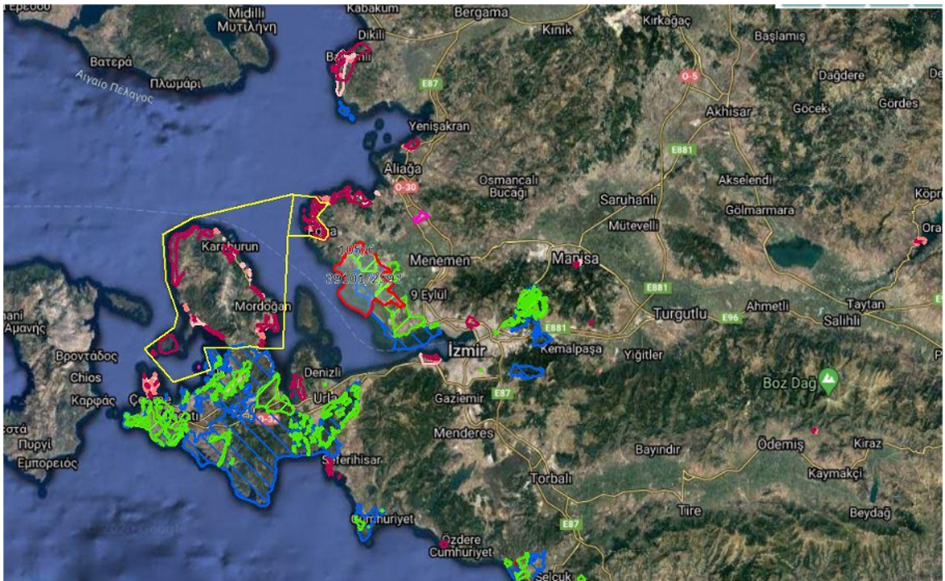 Midilli
Μυτιλήνη
Kabakum
Bergama
Kınık
Kırkağaç
Başlamış
Dikili
Βατερά
Πλωμάρι
Αιγαίο Πέλαγος
E87
O-5
Dağdere
Akhisar
Göcek
Gördes
Yenişakran
E881
Aliağa
O-30
Osmancalı
Bucağı
Akselendi
Saruhanlı
Gölmarmara
Mütevelli
Karaburun
Menemen
Manisa
9 Eylül
E881
Mordoğan
Turgutlu
Ahmetli
Taytan
E96
Salihli
E881
İzmir
Kemalpaşa
Yiğitler
Αμανής
Βροντάδος
Chios
Καρφάς
Denizli
Urla
Gaziemir
E87
Boz Dağ
Πυργί
Εμπορειός
Menderes
Bayındır
Ödemiş
Kiraz
Seferihisar
Kaymakçı
Torbalı
Tire
Beydağ
Cumhuriyet
E87
Özdere
Cumhuriyet
Selçuk